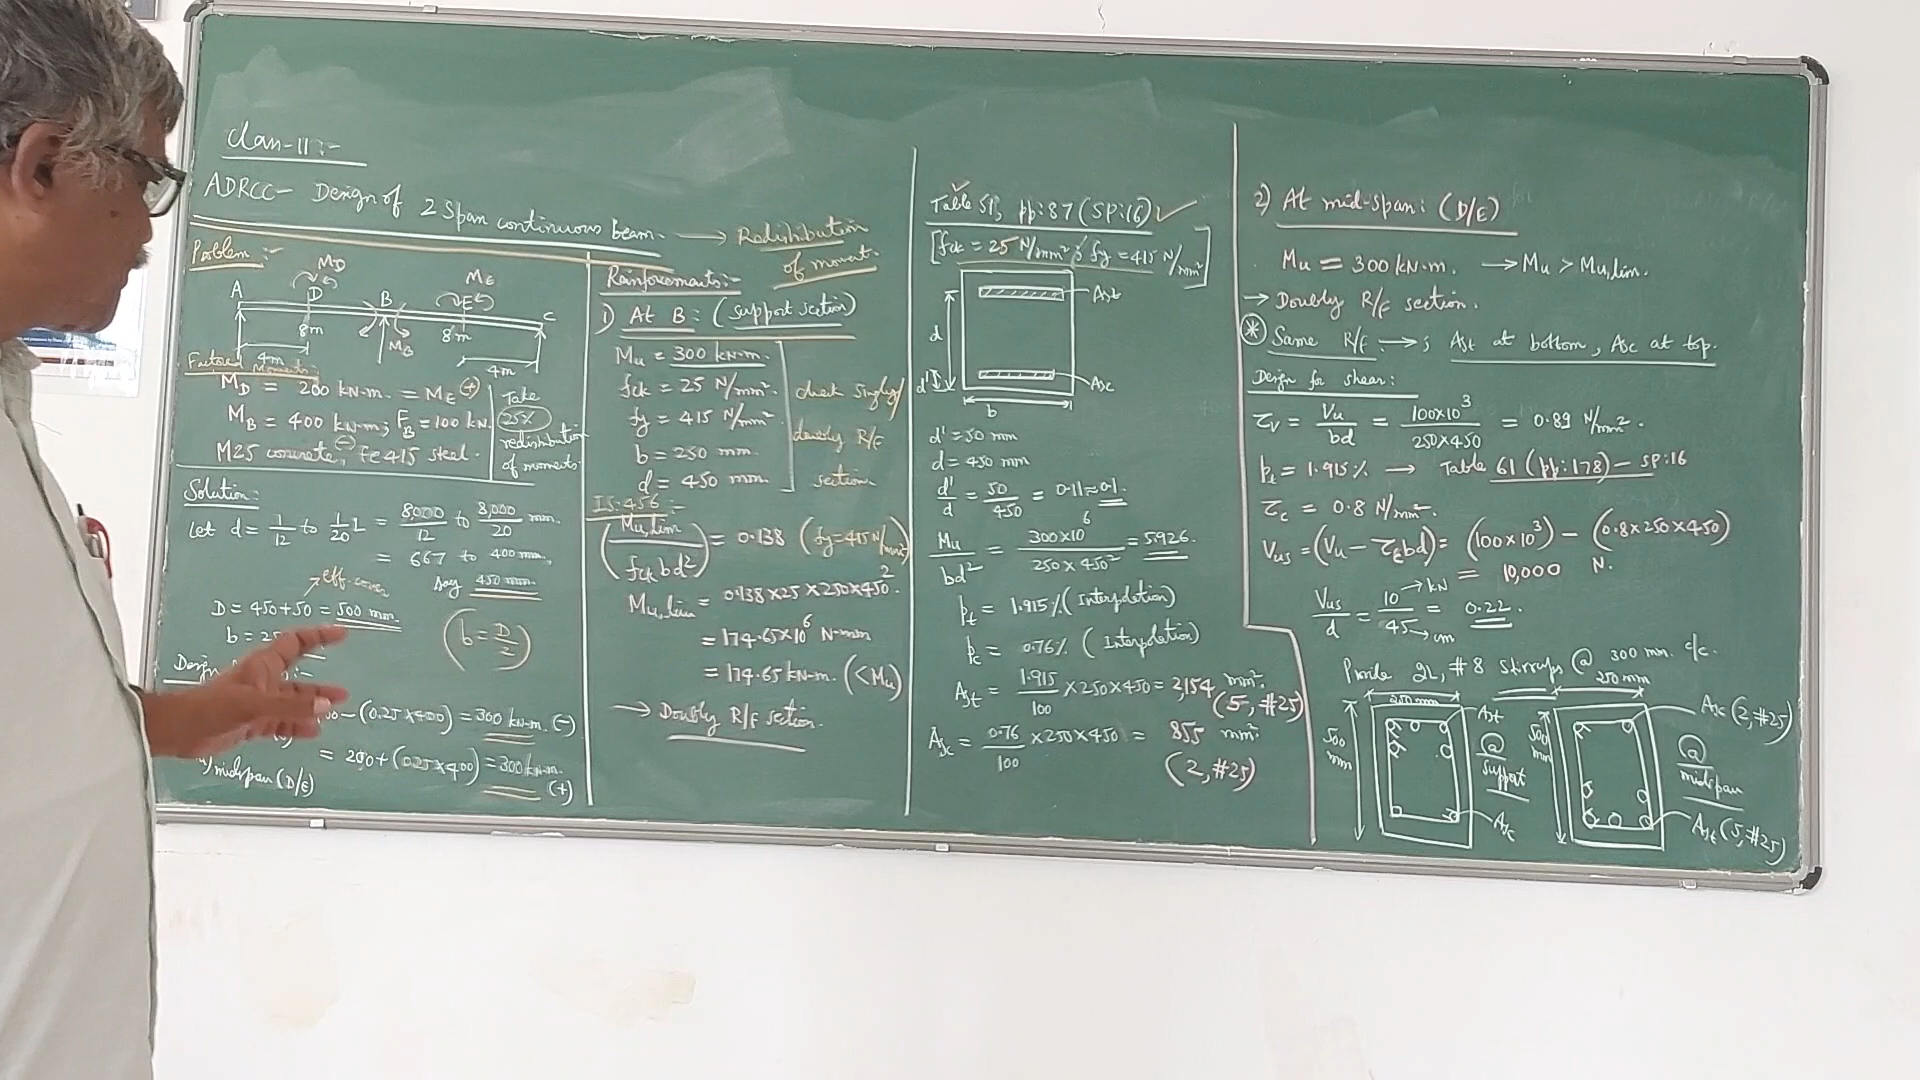 Class-11:-
ADRCC- Design of 2 Span continuous beam. → Redistribution of moment.
Problem:-
MD
ME
A
D
B
E
C
8m
8m
MB
4m
4m
Factored Moments:
MD = 200 kN-m. = ME (+)
MB = 400 kN-m; FB = 100 kN.
(-)
M25 concrete, Fe 415 steel.
Take
25%
redistribution
of moments.
Solution:
Let d = 1/12 to 1/20 L = 8,000/12 to 8,000/20 mm.
= 667 to 400 mm.
eff. cover
Say 450 mm.
D = 450+50 = 500 mm.
b = 25
(b = D/2)
Design
-(0.25×400) = 300 kN-m. (-)
midspan (D/E) = 200+(0.25×400) = 300 kN-m. (+)
Reinforcements:-
1) At B: (support section)
Mu = 300 kN-m.
fck = 25 N/mm².
fy = 415 N/mm².
b = 250 mm.
d = 450 mm.
check singly/
doubly R/F
section.
IS:456:-
(Mu,lim / fck bd²) = 0.138 (fy=415 N/mm²)
Mu,lim = 0.138×25×250×450².
= 174.65×10⁶ N-mm
= 174.65 kN-m. (<Mu)
→ Doubly R/F section.
Table 51, pp:87 (SP:16) ✓
[fck = 25 N/mm²; fy = 415 N/mm²]
Ast
d
d'
Asc
b
d' = 50 mm
d = 450 mm
d'/d = 50/450 = 0.11 ≈ 0.1.
Mu/bd² = 300×10⁶/250×450² = 5.926.
pt = 1.915% (Interpolation)
pc = 0.76% (Interpolation)
Ast = 1.915/100 ×250×450 = 2,154 mm².
(5, #25)
Asc = 0.76/100 ×250×450 = 855 mm².
(2, #25)
2) At mid-span: (D/E)
Mu = 300 kN-m. → Mu > Mu,lim.
→ Doubly R/F section.
(*) Same R/F → ; Ast at bottom, Asc at top.
Design for shear:
τv = Vu/bd = 100×10³/250×450 = 0.89 N/mm².
pt = 1.915% → Table 61 (pp:178) - SP:16
τc = 0.8 N/mm².
Vus = (Vu - τc bd) = (100×10³) - (0.8×250×450)
= 10,000 N.
Vus/d = 10→kN/45→cm = 0.22.
Provide 2L, #8 stirrups @ 300 mm. c/c.
250 mm
500 mm
Ast
@ support
Asc
250 mm
500 mm
Asc (2, #25)
@ midspan
Ast (5, #25)